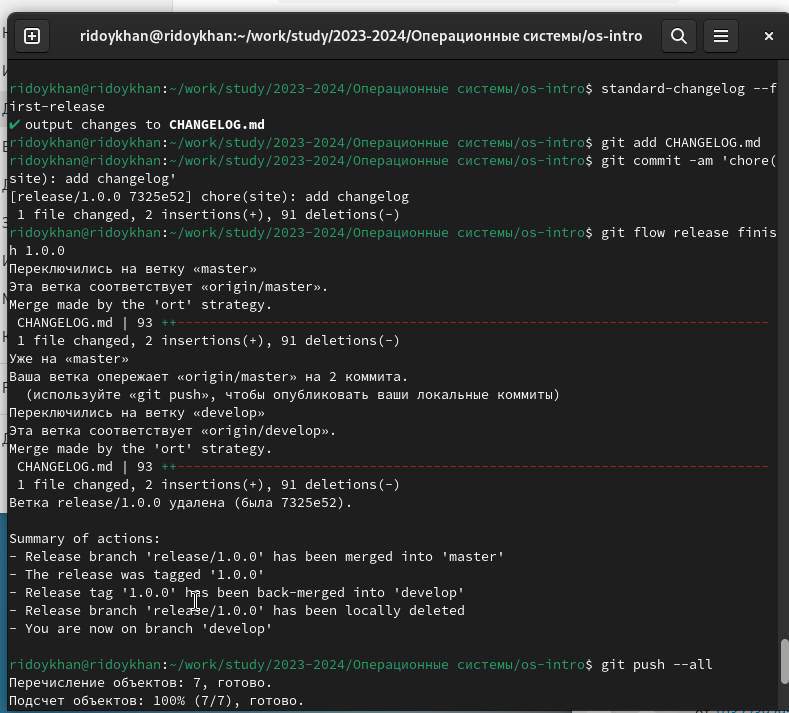 ridoykhan@ridoykhan:~/work/study/2023-2024/Операционные системы/os-intro
ridoykhan@ridoykhan:~/work/study/2023-2024/Операционные системы/os-intro$ standard-changelog --f
irst-release
✔ output changes to CHANGELOG.md
ridoykhan@ridoykhan:~/work/study/2023-2024/Операционные системы/os-intro$ git add CHANGELOG.md
ridoykhan@ridoykhan:~/work/study/2023-2024/Операционные системы/os-intro$ git commit -am 'chore(
site): add changelog'
[release/1.0.0 7325e52] chore(site): add changelog
1 file changed, 2 insertions(+), 91 deletions(-)
ridoykhan@ridoykhan:~/work/study/2023-2024/Операционные системы/os-intro$ git flow release finis
h 1.0.0
Переключились на ветку «master»
Эта ветка соответствует «origin/master».
Merge made by the 'ort' strategy.
CHANGELOG.md | 93 ++--------------------------------------------------------------------------
1 file changed, 2 insertions(+), 91 deletions(-)
Уже на «master»
Ваша ветка опережает «origin/master» на 2 коммита.
(используйте «git push», чтобы опубликовать ваши локальные коммиты)
Переключились на ветку «develop»
Эта ветка соответствует «origin/develop».
Merge made by the 'ort' strategy.
CHANGELOG.md | 93 ++--------------------------------------------------------------------------
1 file changed, 2 insertions(+), 91 deletions(-)
Ветка release/1.0.0 удалена (была 7325e52).
Summary of actions:
- Release branch 'release/1.0.0' has been merged into 'master'
- The release was tagged '1.0.0'
- Release tag '1.0.0' has been back-merged into 'develop'
- Release branch 'release/1.0.0' has been locally deleted
- You are now on branch 'develop'
ridoykhan@ridoykhan:~/work/study/2023-2024/Операционные системы/os-intro$ git push --all
Перечисление объектов: 7, готово.
Подсчет объектов: 100% (7/7), готово.